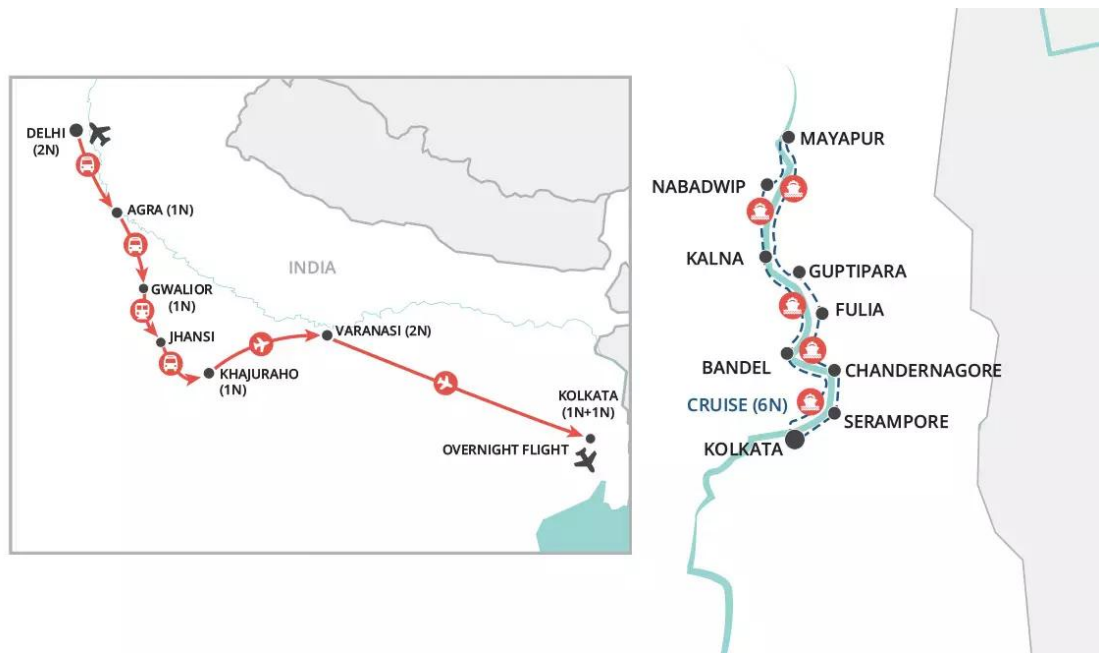 DELHI
(2N)
AGRA (1N)
GWALIOR
(1N)
JHANSI
KHAJURAHO
(1N)
INDIA
VARANASI (2N)
KOLKATA
(1N+1N)
OVERNIGHT FLIGHT
MAYAPUR
NABADWIP
KALNA
GUPTIPARA
FULIA
BANDEL
CHANDERNAGORE
CRUISE (6N)
SERAMPORE
KOLKATA